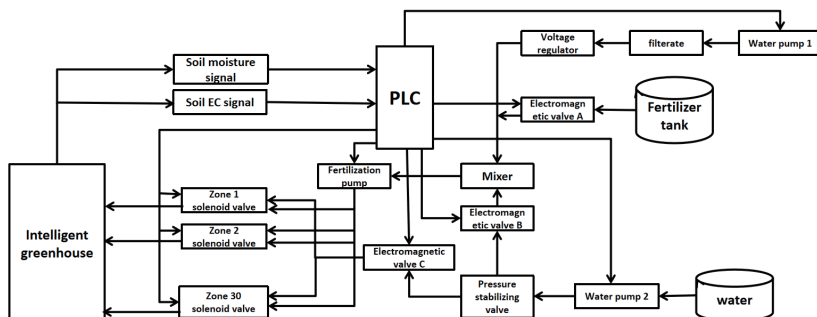 Soil moisture
signal
Soil EC signal
PLC
Voltage
regulator
filterate
Water pump 1
Electromagn
etic valve A
Fertilizer
tank
Fertilization
pump
Mixer
Zone 1
solenoid valve
Electromagn
etic valve B
Intelligent
greenhouse
Zone 2
solenoid valve
Electromagnetic
valve C
Zone 30
solenoid valve
Pressure
stabilizing
valve
Water pump 2
water